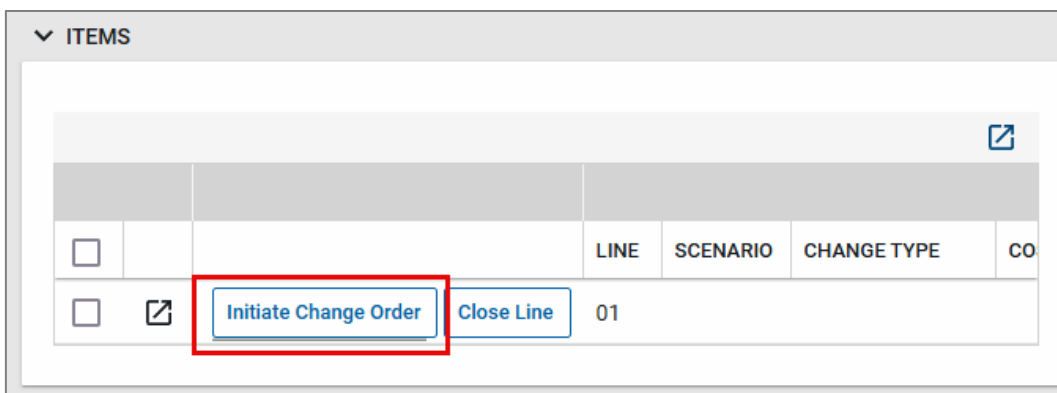 ITEMS
LINE SCENARIO CHANGE TYPE
Initiate Change Order Close Line 01